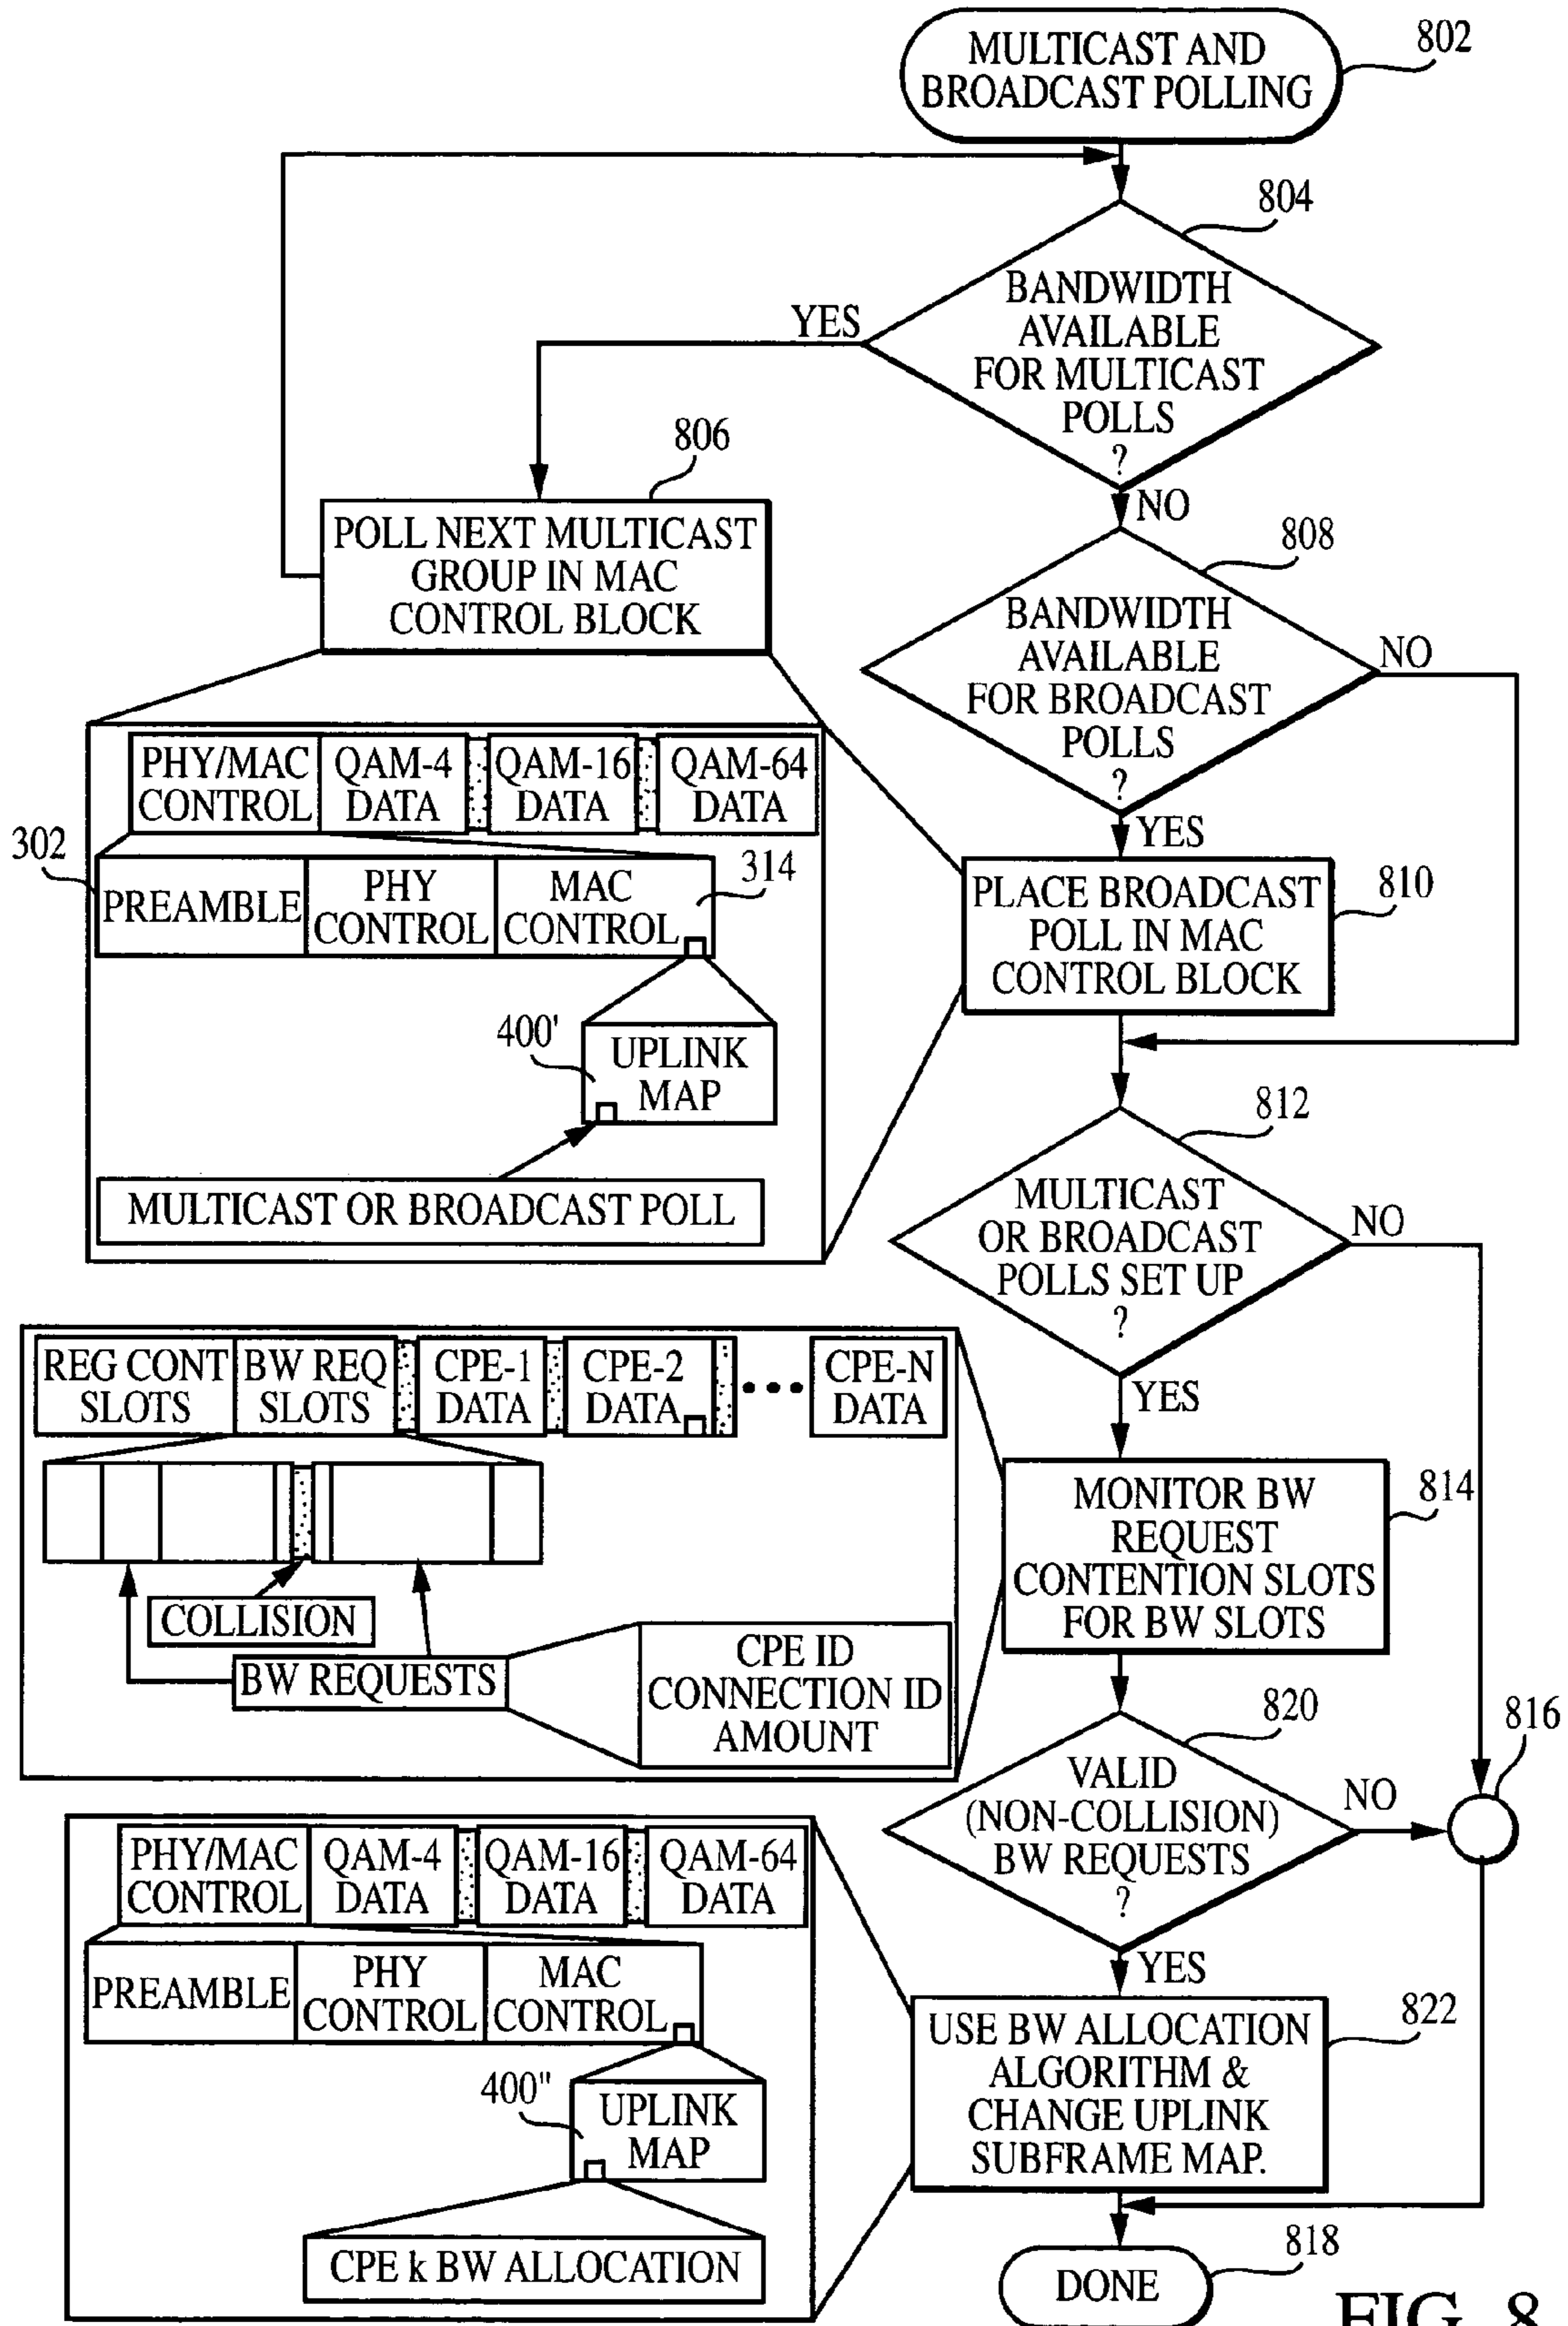 MULTICAST AND
BROADCAST POLLING
802
804
BANDWIDTH
AVAILABLE
FOR MULTICAST
POLLS
?
YES
NO
806
POLL NEXT MULTICAST
GROUP IN MAC
CONTROL BLOCK
808
BANDWIDTH
AVAILABLE
FOR BROADCAST
POLLS
?
NO
YES
PHY/MAC
CONTROL
QAM-4
DATA
QAM-16
DATA
QAM-64
DATA
302
PREAMBLE
PHY
CONTROL
MAC
CONTROL
314
400'
UPLINK
MAP
MULTICAST OR BROADCAST POLL
PLACE BROADCAST
POLL IN MAC
CONTROL BLOCK
810
812
MULTICAST
OR BROADCAST
POLLS SET UP
?
NO
YES
REG CONT
SLOTS
BW REQ
SLOTS
CPE-1
DATA
CPE-2
DATA
CPE-N
DATA
COLLISION
BW REQUESTS
CPE ID
CONNECTION ID
AMOUNT
MONITOR BW
REQUEST
CONTENTION SLOTS
FOR BW SLOTS
814
820
VALID
(NON-COLLISION)
BW REQUESTS
?
NO
816
YES
PHY/MAC
CONTROL
QAM-4
DATA
QAM-16
DATA
QAM-64
DATA
PREAMBLE
PHY
CONTROL
MAC
CONTROL
400"
UPLINK
MAP
CPE k BW ALLOCATION
USE BW ALLOCATION
ALGORITHM &
CHANGE UPLINK
SUBFRAME MAP.
822
818
DONE
FIG. 8